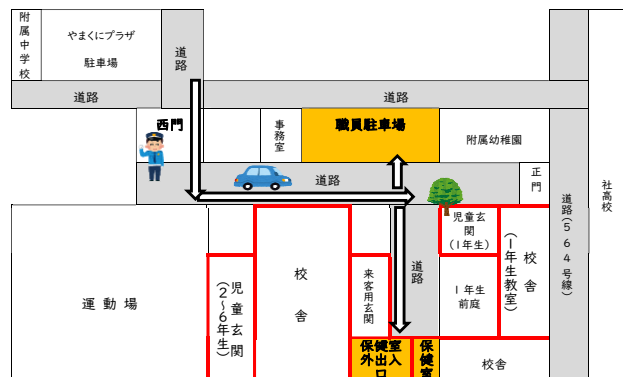 附属中学校
やまくにプラザ
駐車場
道路
道路
道路
西門
事務室
職員駐車場
附属幼稚園
道路
正門
道路(564号線)
社高校
運動場
児童玄関
(2~6年生)
校舎
来客用玄関
道路
児童玄関
(1年生)
1年生
前庭
校舎
(1年生教室)
保健室入
外出口
保健室
校舎